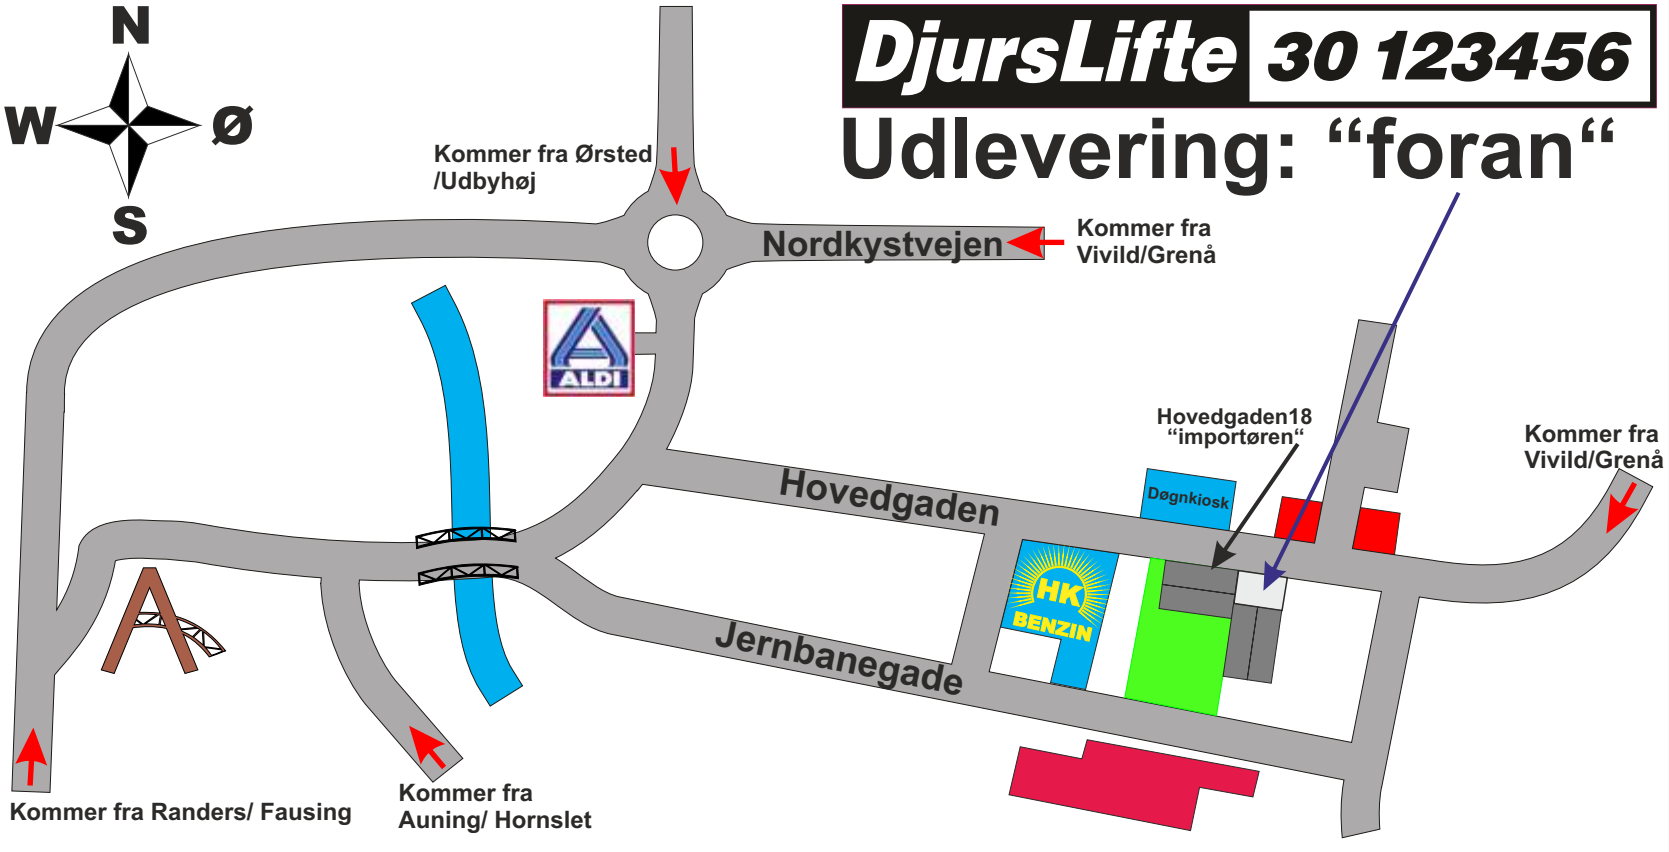 N
W Ø
S
DjursLifte 30 123456
Udlevering: “foran“
Kommer fra Ørsted
/Udbyhøj
Nordkystvejen
Kommer fra
Vivild/Grenå
ALDI
Hovedgaden18
“importøren“
Kommer fra
Vivild/Grenå
Hovedgaden
Døgnkiosk
HK
BENZIN
Jernbanegade
Kommer fra Randers/ Fausing
Kommer fra
Auning/ Hornslet